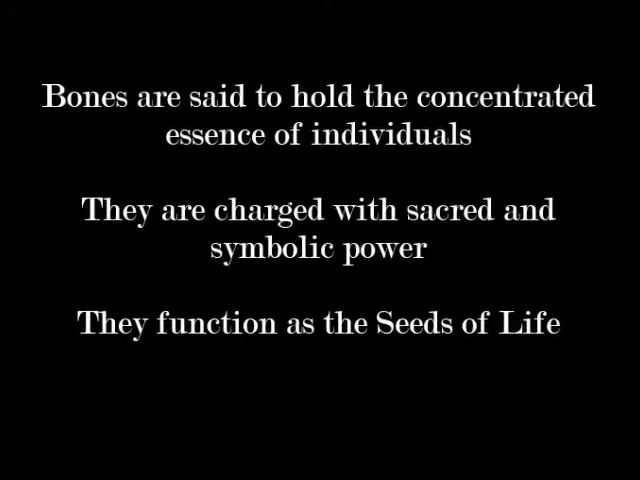 Bones are said to hold the concentrated
essence of individuals
They are charged with sacred and
symbolic power
They function as the Seeds of Life